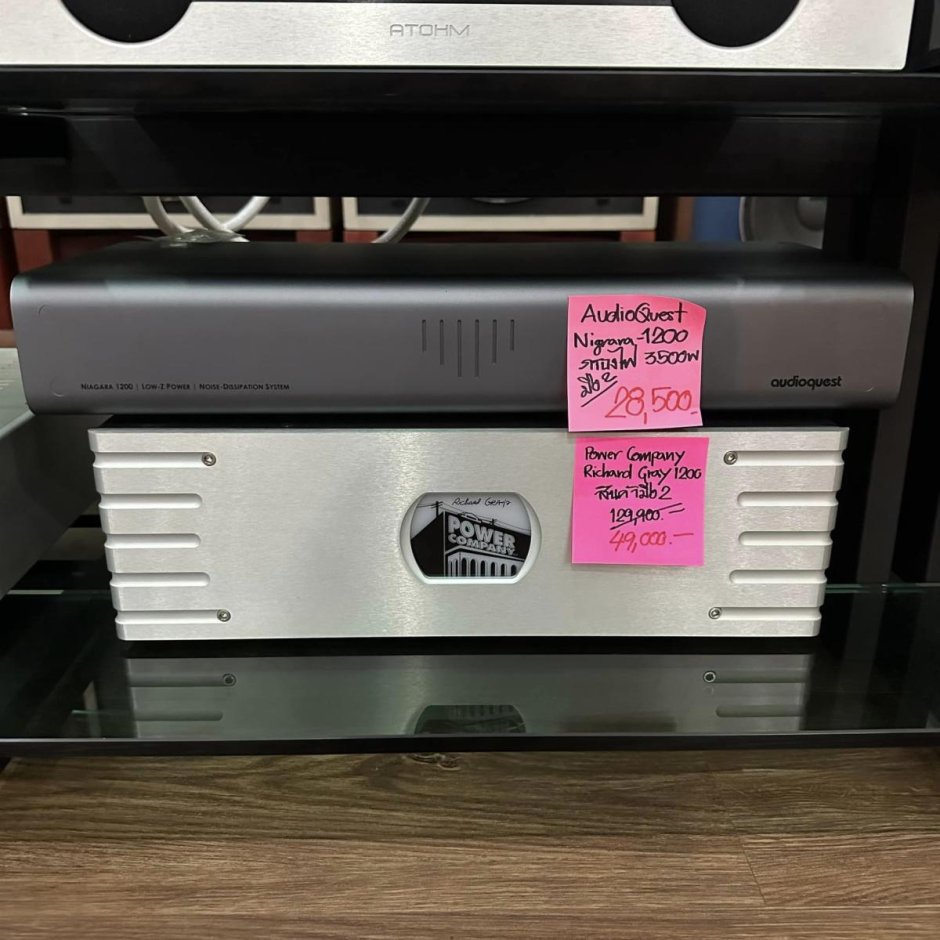 ATOHM
AudioQuest
Nigrara-1200
กรองไฟ 3500W
มือ 2
28,500.-
NIAGARA 1200 | LOW-Z POWER | NOISE-DISSIPATION SYSTEM
audioquest
Power Company
Richard Gray 1200
สินค้ามือ 2
129,900.-
49,000.-
Richard GRAY's
POWER
COMPANY